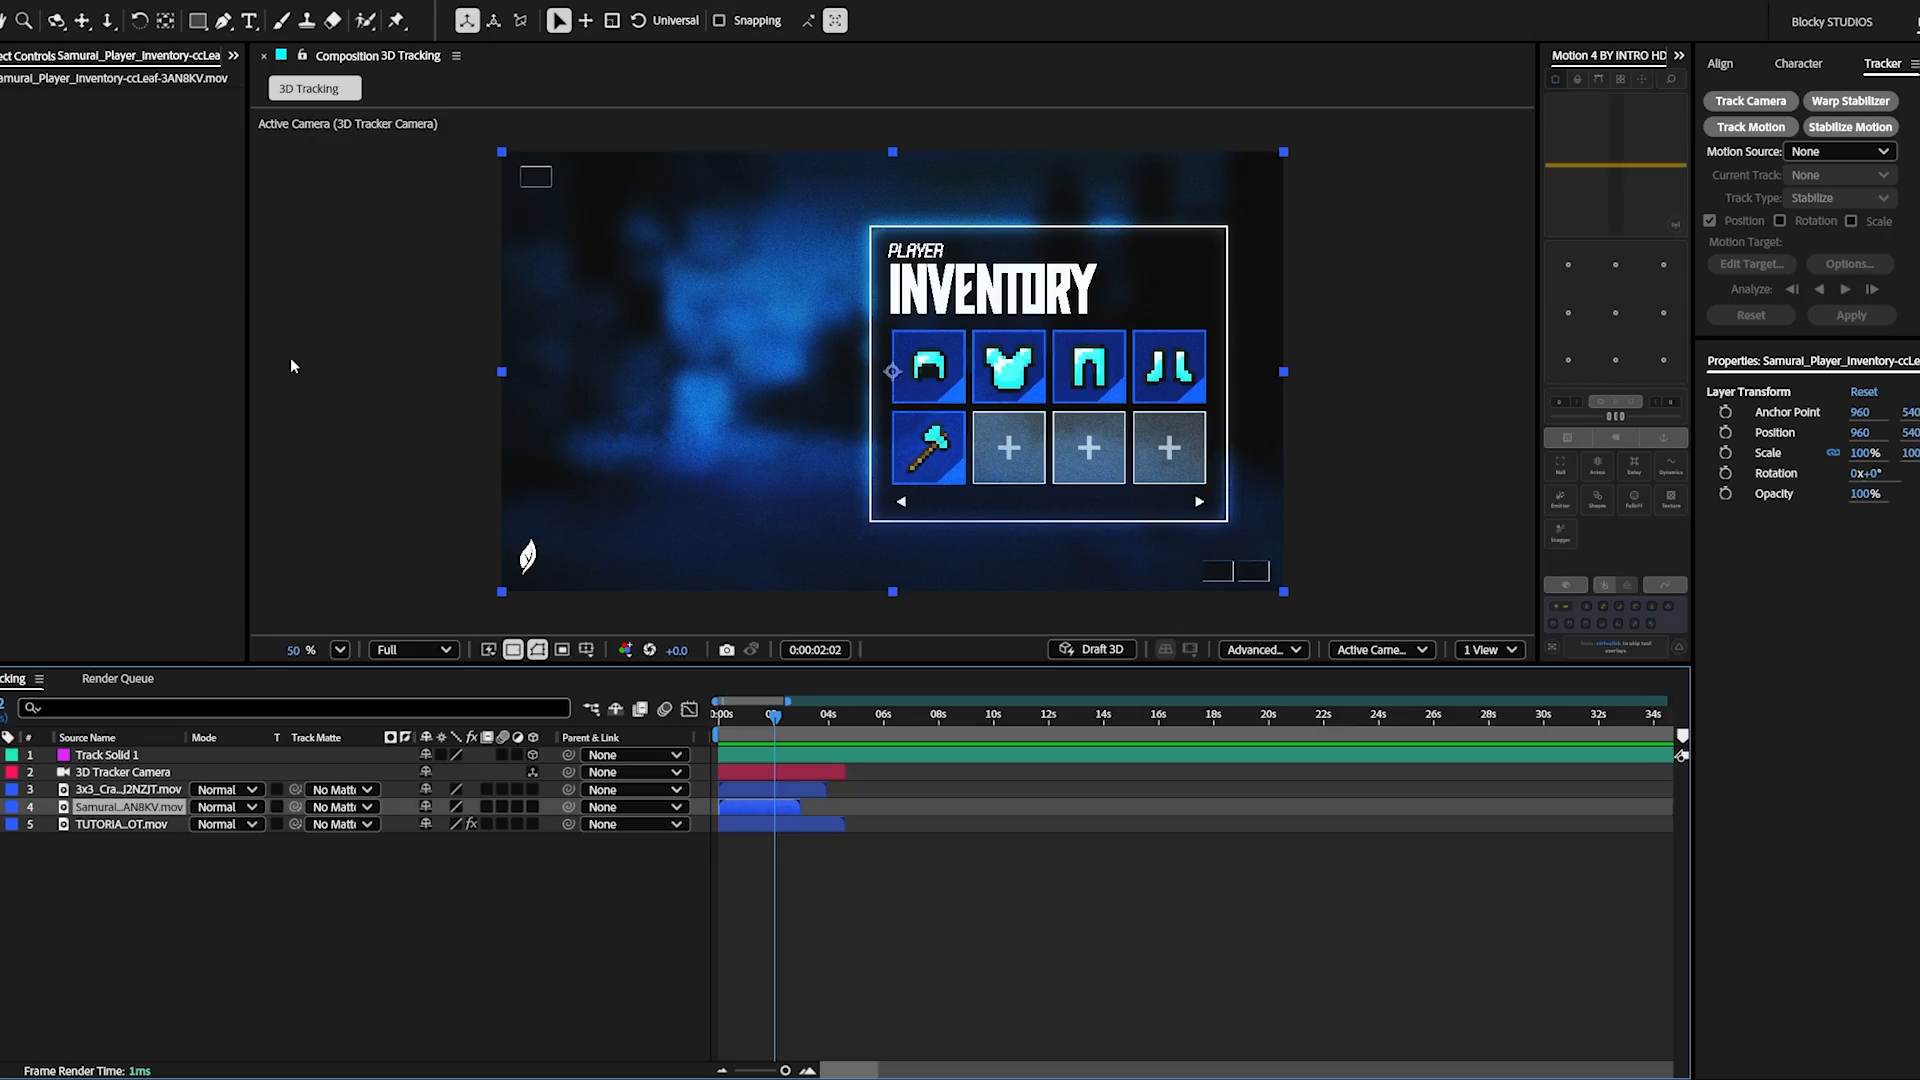 Universal
Snapping
Blocky STUDIOS
ect Controls Samurai_Player_Inventory-ccLea
amurai_Player_Inventory-ccLeaf-3AN8KV.mov
Composition 3D Tracking
3D Tracking
Active Camera (3D Tracker Camera)
PLAYER
INVENTORY
Motion 4 BY INTRO HD
Align
Character
Tracker
Track Camera
Warp Stabilizer
Track Motion
Stabilize Motion
Motion Source: None
Current Track: None
Track Type: Stabilize
Position
Rotation
Scale
Motion Target:
Edit Target...
Options...
Analyze:
Reset
Apply
Properties: Samurai_Player_Inventory-ccLe
Layer Transform
Reset
Anchor Point 960 540
Position 960 540
Scale 100% 100
Rotation 0x+0°
Opacity 100%
Null
Anima
Delay
Dynamics
Emitter
Shapes
Falloff
Texture
Stagger
50 %
Full
+0.0
0:00:02:02
Draft 3D
Advanced...
Active Came...
1 View
cking
Render Queue
0:00s 02s 04s 06s 08s 10s 12s 14s 16s 18s 20s 22s 24s 26s 28s 30s 32s 34s
# Source Name Mode T Track Matte fx Parent & Link
1 Track Solid 1 None
2 3D Tracker Camera None
3 3x3_Cra...J2NZJT.mov Normal No Matte None
4 Samurai...AN8KV.mov Normal No Matte None
5 TUTORIA...OT.mov Normal No Matte fx None
Frame Render Time: 1ms